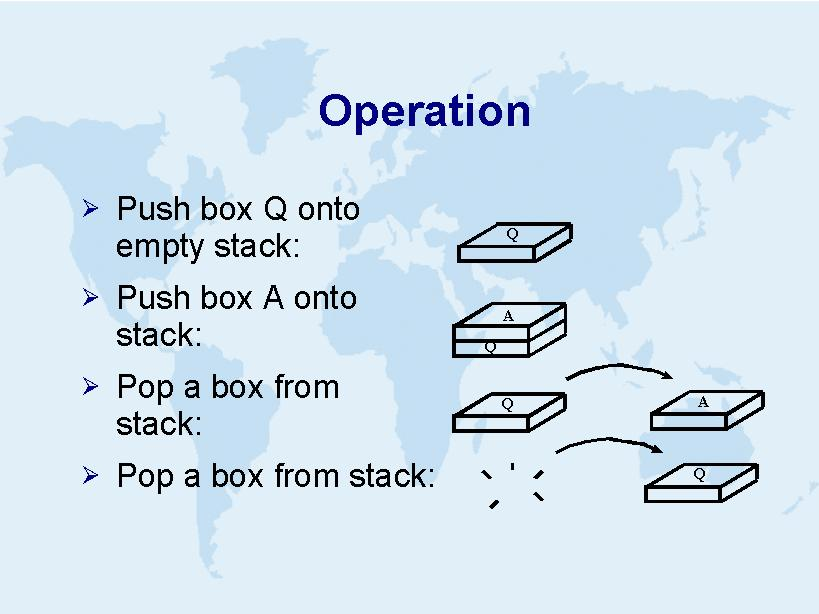 Operation
➢ Push box Q onto
empty stack:
Q
➢ Push box A onto
stack:
A
Q
➢ Pop a box from
stack:
Q
A
➢ Pop a box from stack:
Q